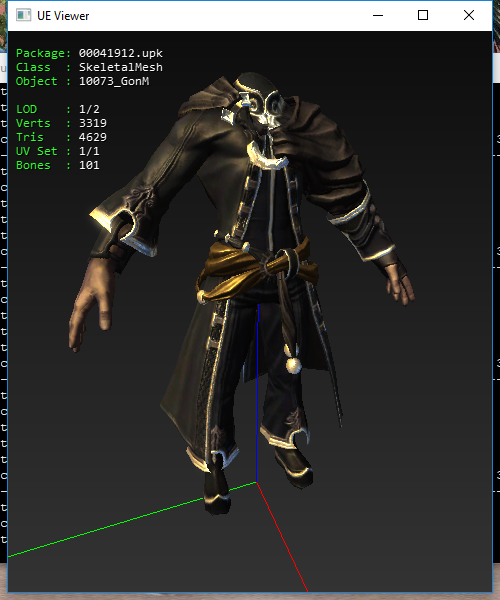 UE Viewer
Package: 00041912.upk
Class : SkeletalMesh
Object : 10073_GonM
LOD : 1/2
Verts : 3319
Tris : 4629
UV Set : 1/1
Bones : 101